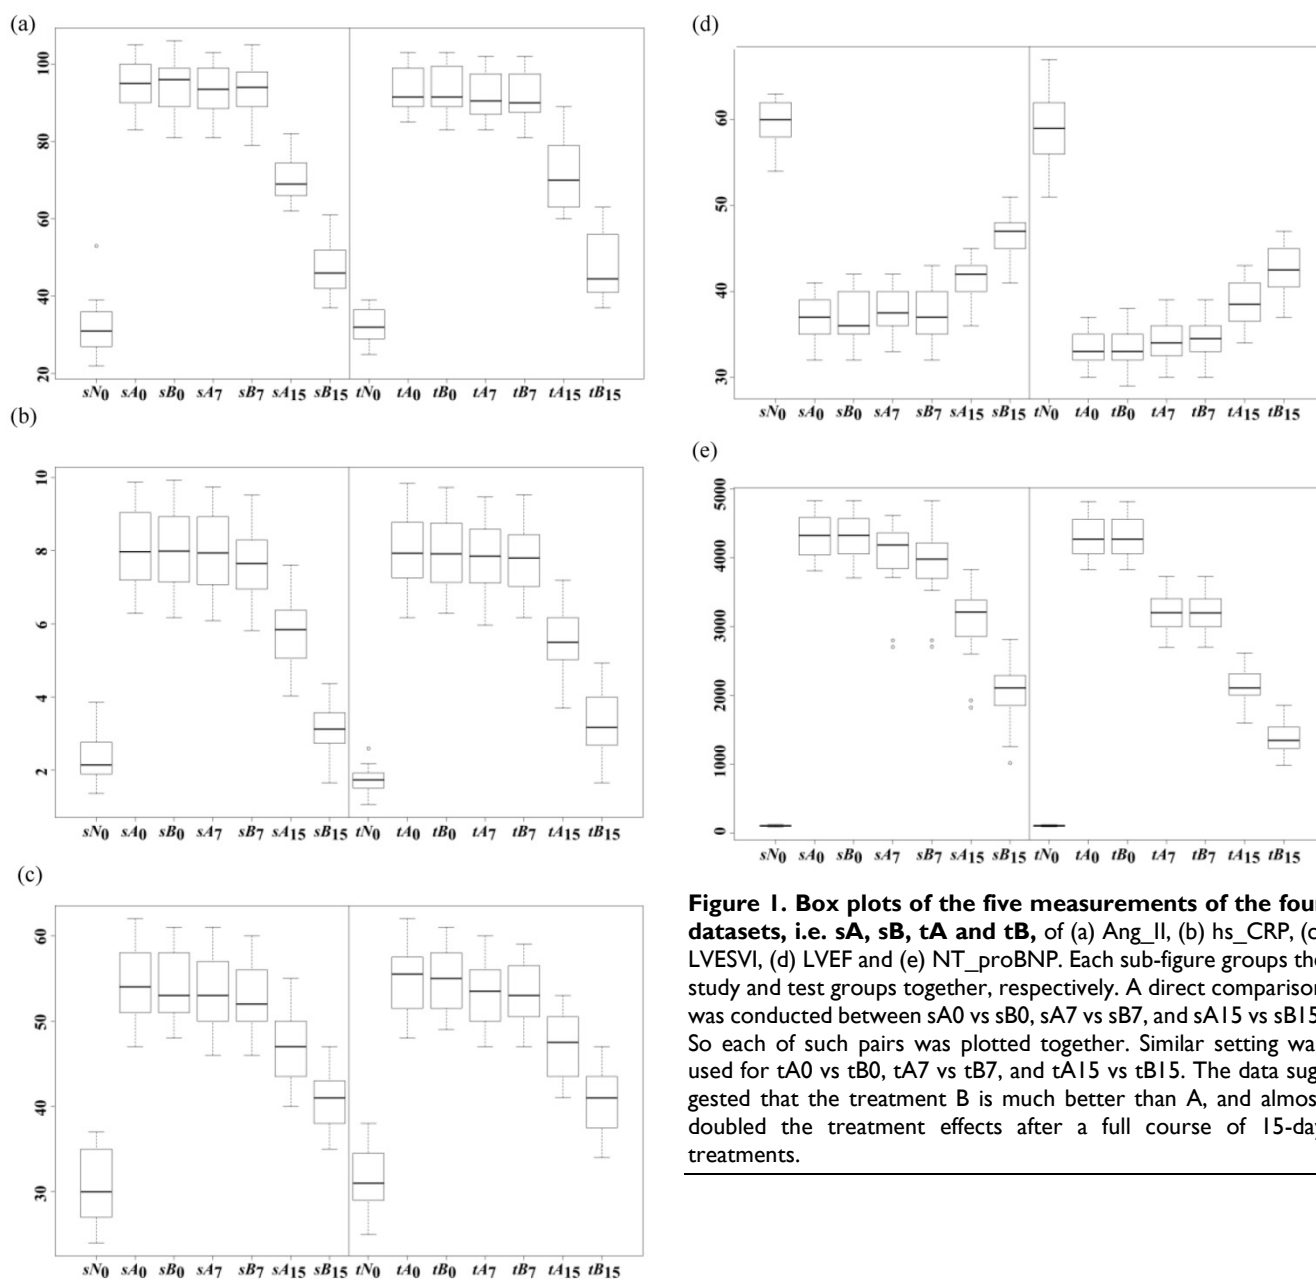 (a)
100
80
60
40
20
sN0 sA0 sB0 sA7 sB7 sA15 sB15 tN0 tA0 tB0 tA7 tB7 tA15 tB15
(b)
10
8
6
4
2
sN0 sA0 sB0 sA7 sB7 sA15 sB15 tN0 tA0 tB0 tA7 tB7 tA15 tB15
(c)
60
50
40
30
sN0 sA0 sB0 sA7 sB7 sA15 sB15 tN0 tA0 tB0 tA7 tB7 tA15 tB15
(d)
60
50
40
30
sN0 sA0 sB0 sA7 sB7 sA15 sB15 tN0 tA0 tB0 tA7 tB7 tA15 tB15
(e)
5000
4000
3000
2000
1000
0
sN0 sA0 sB0 sA7 sB7 sA15 sB15 tN0 tA0 tB0 tA7 tB7 tA15 tB15
Figure 1. Box plots of the five measurements of the four
datasets, i.e. sA, sB, tA and tB, of (a) Ang_II, (b) hs_CRP, (c
LVESVI, (d) LVEF and (e) NT_proBNP. Each sub-figure groups the
study and test groups together, respectively. A direct comparison
was conducted between sA0 vs sB0, sA7 vs sB7, and sA15 vs sB15
So each of such pairs was plotted together. Similar setting was
used for tA0 vs tB0, tA7 vs tB7, and tA15 vs tB15. The data sug
gested that the treatment B is much better than A, and almost
doubled the treatment effects after a full course of 15-day
treatments.